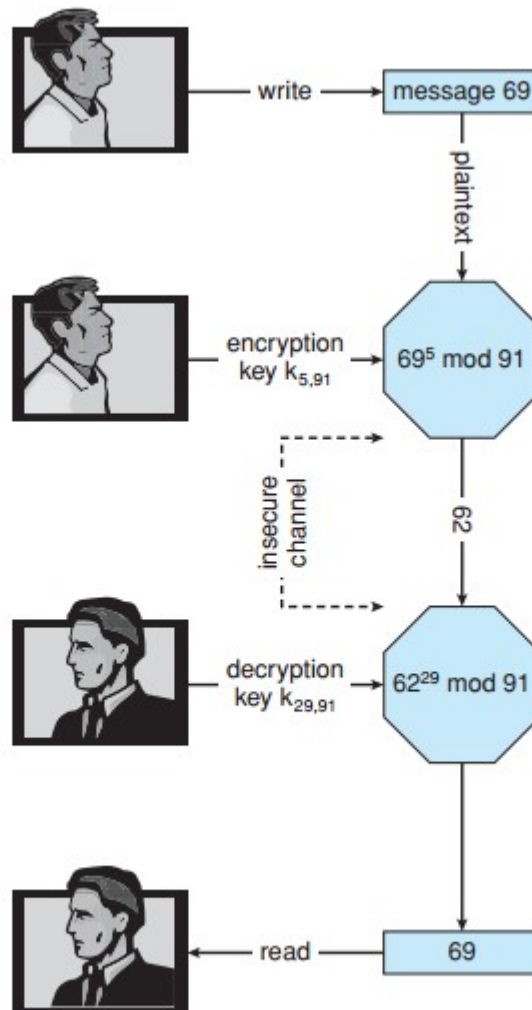 write
message 69
plaintext
encryption
key k₅,₉₁
69⁵ mod 91
insecure
channel
62
decryption
key k₂₉,₉₁
62²⁹ mod 91
read
69